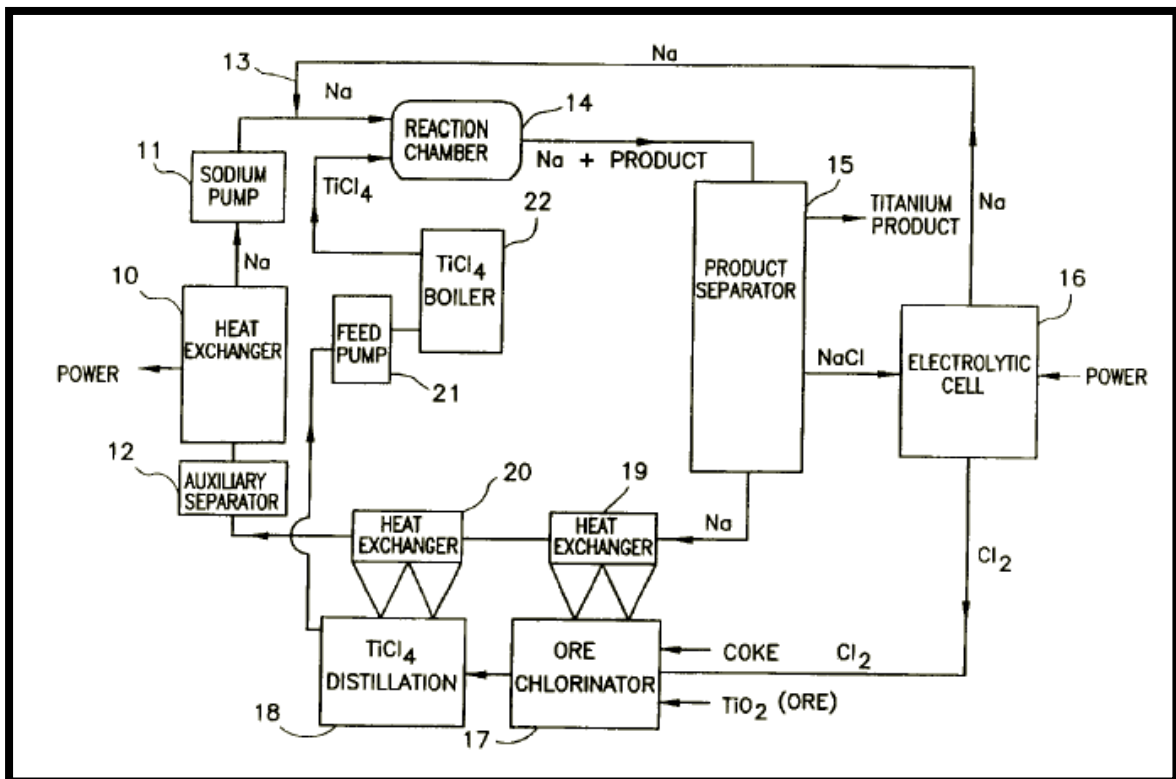 Na
13
Na
14
REACTION
CHAMBER
11
SODIUM
PUMP
TiCl4
Na + PRODUCT
15
TITANIUM
PRODUCT
Na
22
TiCl4
BOILER
Na
PRODUCT
SEPARATOR
16
10
HEAT
EXCHANGER
FEED
PUMP
21
POWER
NaCl
ELECTROLYTIC
CELL
POWER
12
AUXILIARY
SEPARATOR
20
HEAT
EXCHANGER
19
HEAT
EXCHANGER
Na
Cl2
TiCl4
DISTILLATION
18
ORE
CHLORINATOR
17
COKE
Cl2
TiO2 (ORE)